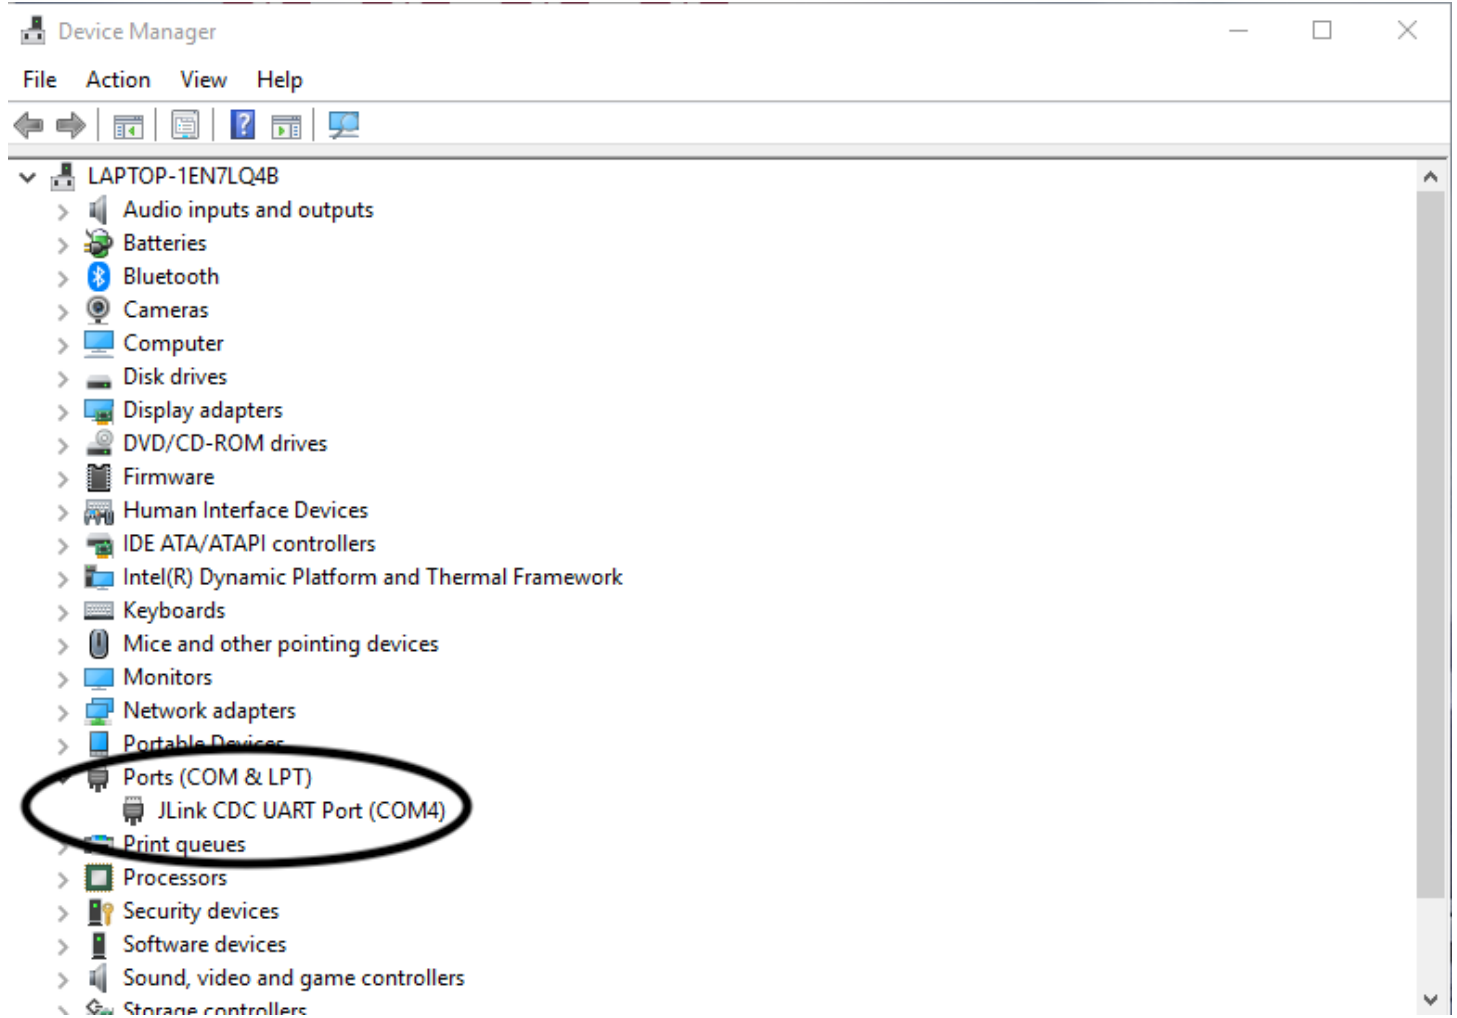 Device Manager
File Action View Help
LAPTOP-1EN7LQ4B
Audio inputs and outputs
Batteries
Bluetooth
Cameras
Computer
Disk drives
Display adapters
DVD/CD-ROM drives
Firmware
Human Interface Devices
IDE ATA/ATAPI controllers
Intel(R) Dynamic Platform and Thermal Framework
Keyboards
Mice and other pointing devices
Monitors
Network adapters
Portable Devices
Ports (COM & LPT)
JLink CDC UART Port (COM4)
Print queues
Processors
Security devices
Software devices
Sound, video and game controllers
Storage controllers